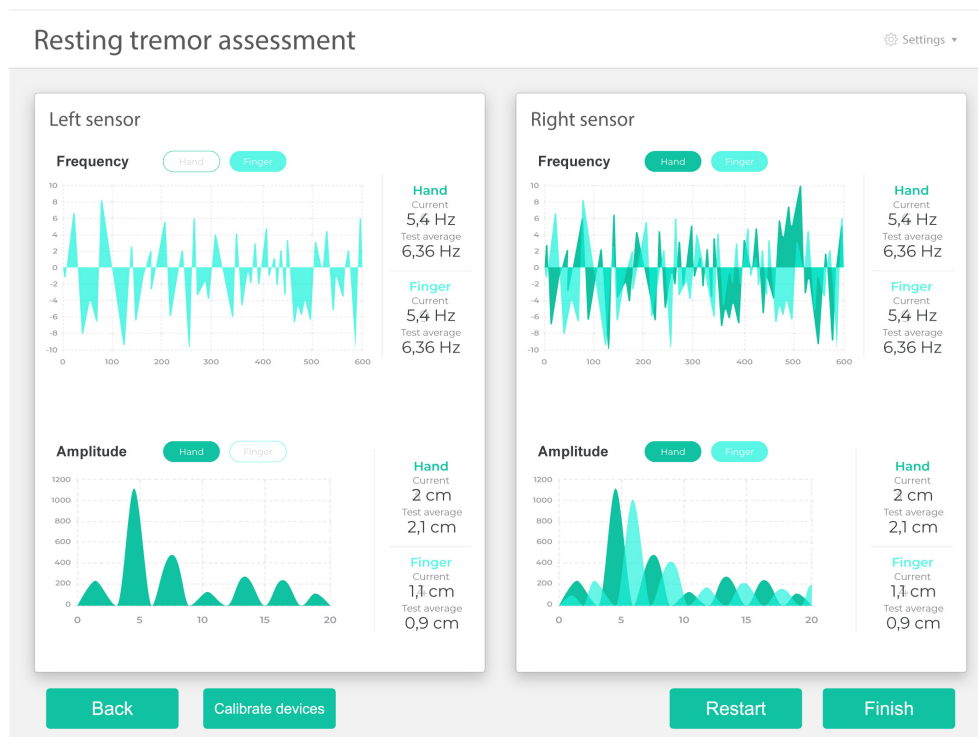 Resting tremor assessment
Settings
Left sensor
Frequency
Hand
Finger
10
8
6
4
2
0
-2
-4
-6
-8
-10
0 100 200 300 400 500 600
Hand
Current
5,4 Hz
Test average
6,36 Hz
Finger
Current
5,4 Hz
Test average
6,36 Hz
Amplitude
Hand
Finger
1200
1000
800
600
400
200
0
0 5 10 15 20
Hand
Current
2 cm
Test average
2,1 cm
Finger
Current
1,1 cm
Test average
0,9 cm
Right sensor
Frequency
Hand
Finger
10
8
6
4
2
0
-2
-4
-6
-8
-10
0 100 200 300 400 500 600
Hand
Current
5,4 Hz
Test average
6,36 Hz
Finger
Current
5,4 Hz
Test average
6,36 Hz
Amplitude
Hand
Finger
1200
1000
800
600
400
200
0
0 5 10 15 20
Hand
Current
2 cm
Test average
2,1 cm
Finger
Current
1,1 cm
Test average
0,9 cm
Back
Calibrate devices
Restart
Finish